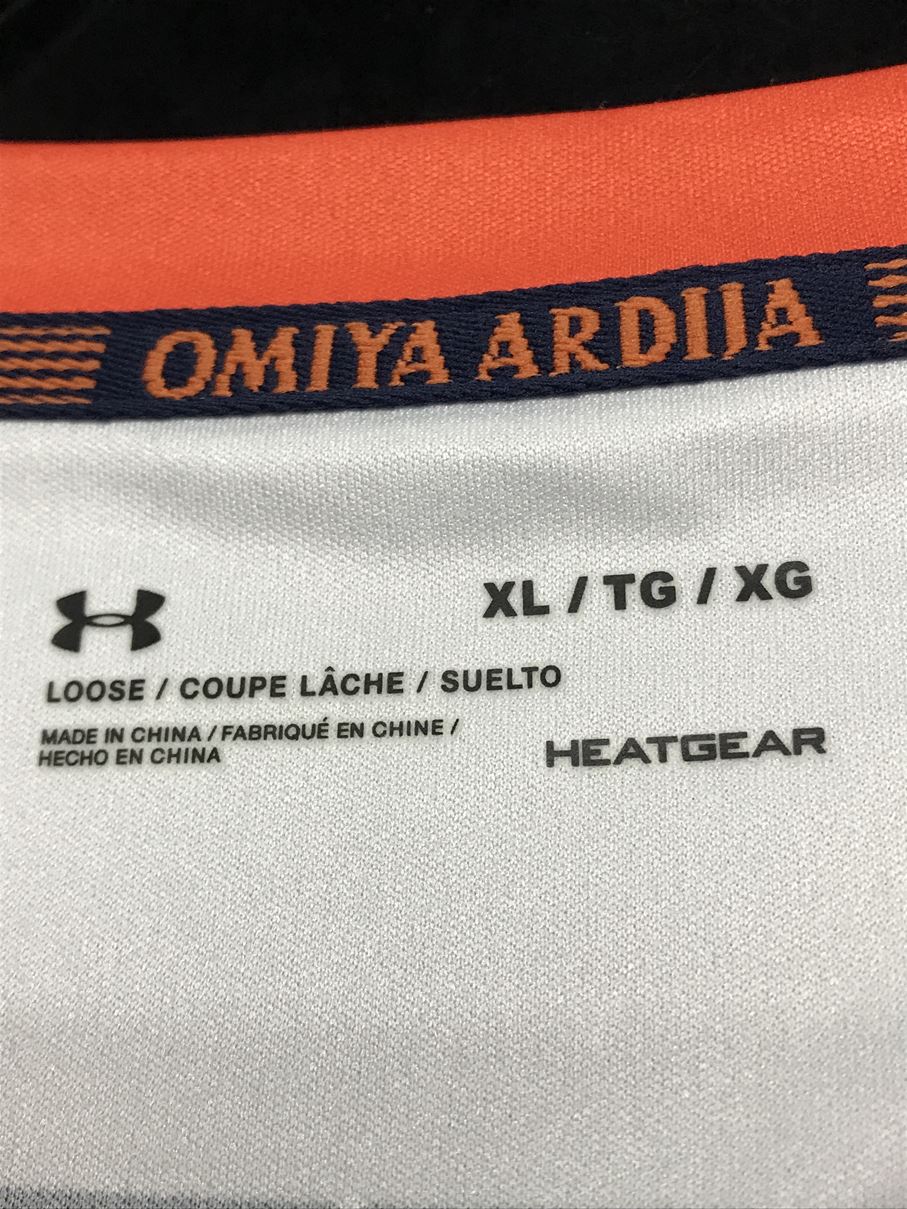 OMIYA ARDIJA
XL / TG / XG
LOOSE / COUPE LÂCHE / SUELTO
MADE IN CHINA / FABRIQUÉ EN CHINE /
HECHO EN CHINA
HEATGEAR